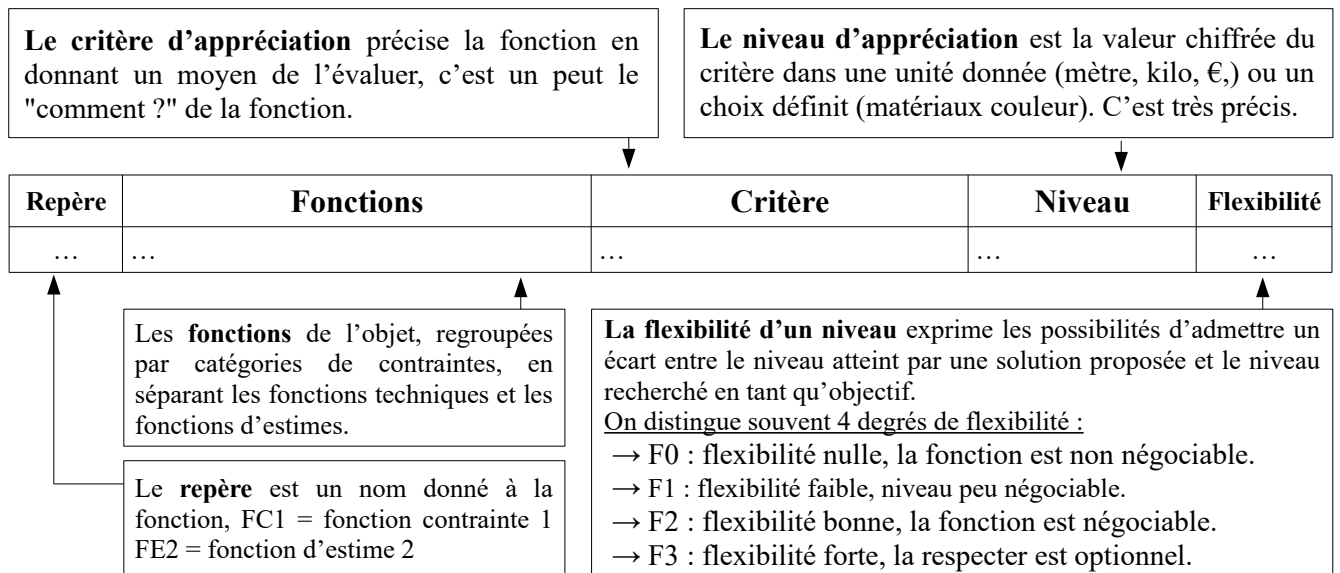 Le critère d'appréciation précise la fonction en
donnant un moyen de l'évaluer, c'est un peut le
"comment ?" de la fonction.
Le niveau d'appréciation est la valeur chiffrée du
critère dans une unité donnée (mètre, kilo, €,) ou un
choix définit (matériaux couleur). C'est très précis.
Repère Fonctions Critère Niveau Flexibilité
… … … … …
Les fonctions de l'objet, regroupées
par catégories de contraintes, en
séparant les fonctions techniques et les
fonctions d'estimes.
Le repère est un nom donné à la
fonction, FC1 = fonction contrainte 1
FE2 = fonction d'estime 2
La flexibilité d'un niveau exprime les possibilités d'admettre un
écart entre le niveau atteint par une solution proposée et le niveau
recherché en tant qu'objectif.
On distingue souvent 4 degrés de flexibilité :
→ F0 : flexibilité nulle, la fonction est non négociable.
→ F1 : flexibilité faible, niveau peu négociable.
→ F2 : flexibilité bonne, la fonction est négociable.
→ F3 : flexibilité forte, la respecter est optionnel.